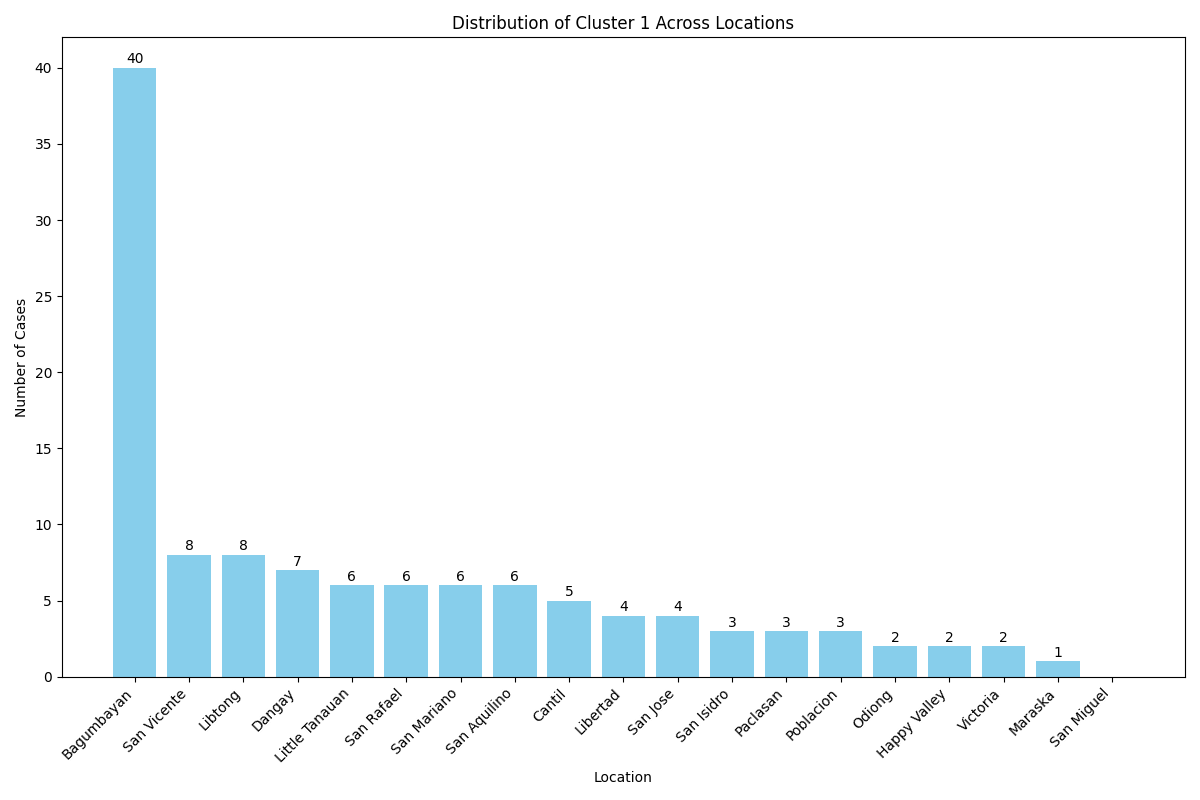 Distribution of Cluster 1 Across Locations
Number of Cases
40
35
30
25
20
15
10
5
0
40
8
8
7
6
6
6
6
5
4
4
3
3
3
2
2
2
1
Bagumbayan
San Vicente
Libtong
Dangay
Little Tanauan
San Rafael
San Mariano
San Aquilino
Cantil
Libertad
San Jose
San Isidro
Paclasan
Poblacion
Odiong
Happy Valley
Victoria
Maraska
San Miguel
Location